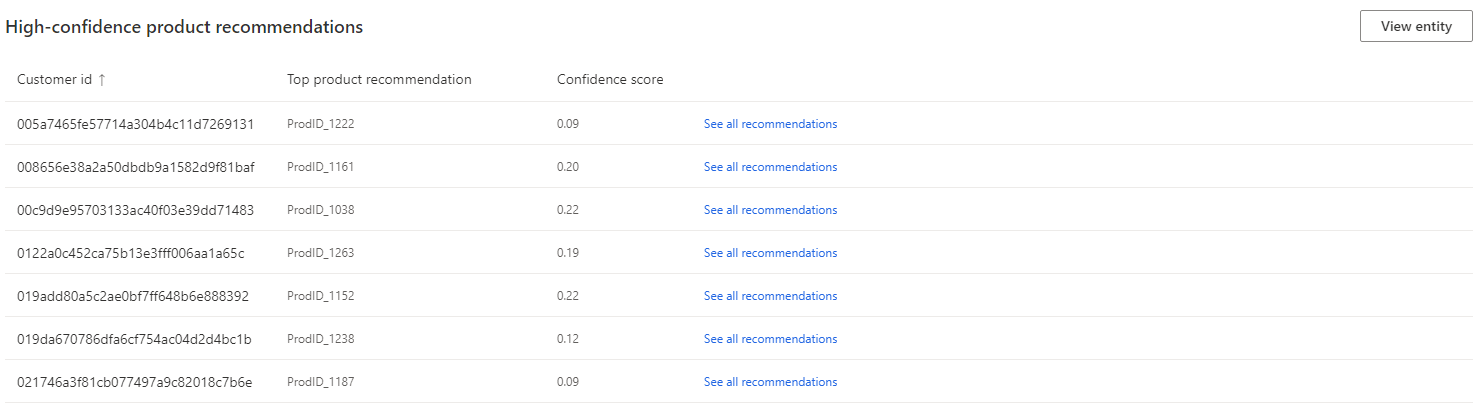 High-confidence product recommendations View entity
Customer id ↑ Top product recommendation Confidence score
005a7465fe57714a304b4c11d7269131 ProdID_1222 0.09 See all recommendations
008656e38a2a50dbdb9a1582d9f81baf ProdID_1161 0.20 See all recommendations
00c9d9e95703133ac40f03e39dd71483 ProdID_1038 0.22 See all recommendations
0122a0c452ca75b13e3fff006aa1a65c ProdID_1263 0.19 See all recommendations
019add80a5c2ae0bf7ff648b6e888392 ProdID_1152 0.22 See all recommendations
019da670786dfa6cf754ac04d2d4bc1b ProdID_1238 0.12 See all recommendations
021746a3f81cb077497a9c82018c7b6e ProdID_1187 0.09 See all recommendations